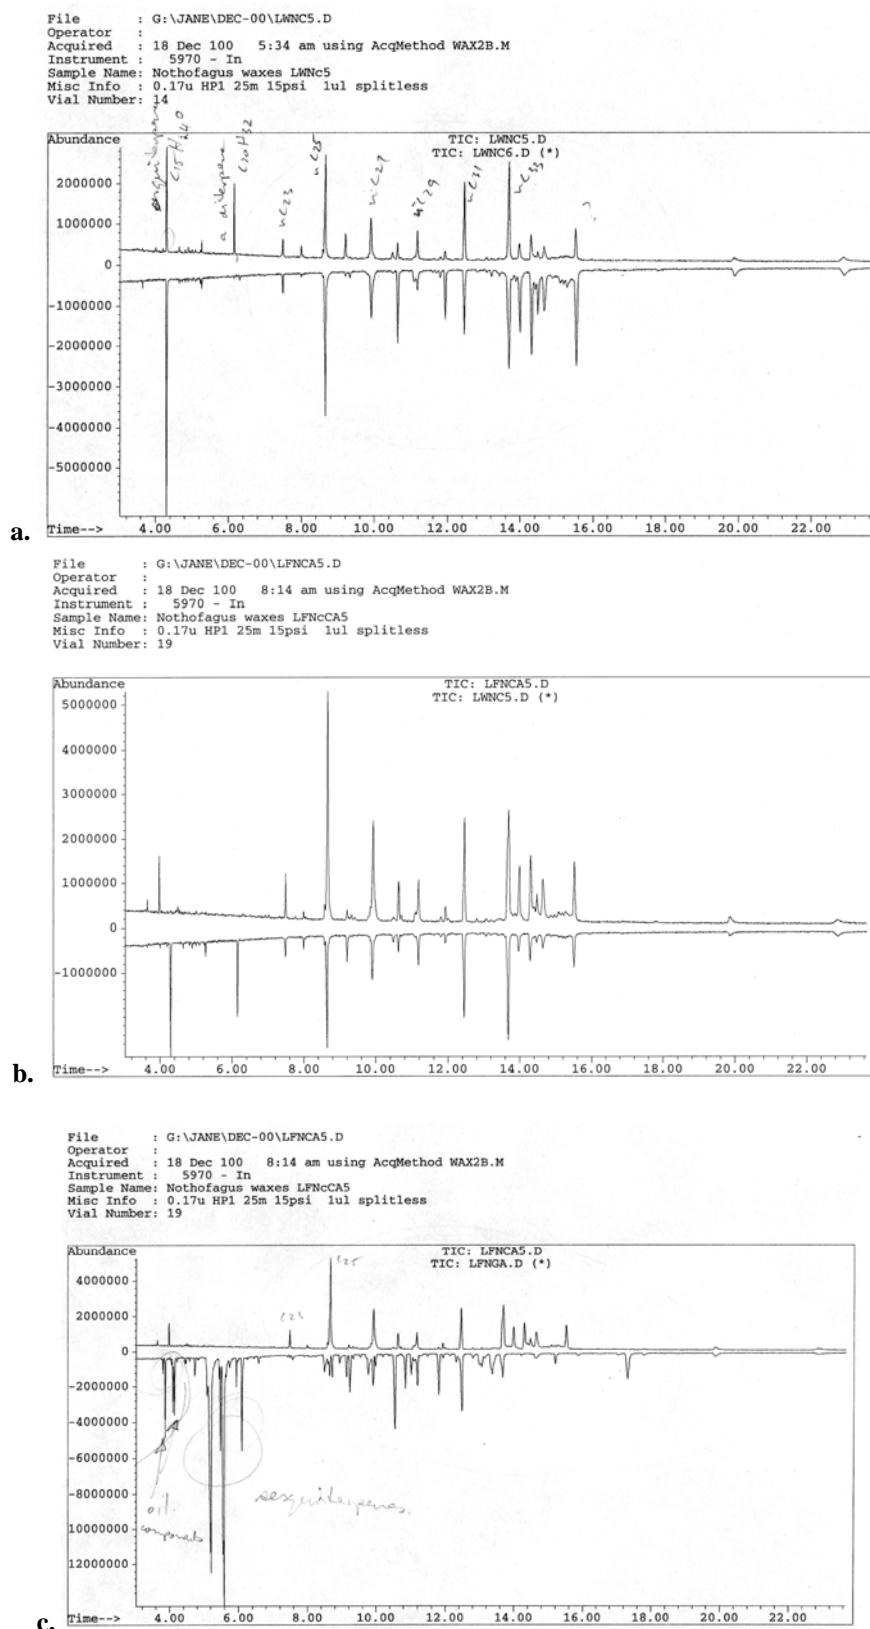 File : G:\JANE\DEC-00\LWNC5.D
Operator :
Acquired : 18 Dec 100 5:34 am using AcqMethod WAX2B.M
Instrument : 5970 - In
Sample Name: Nothofagus waxes LWNc5
Misc Info : 0.17u HP1 25m 15psi 1ul splitless
Vial Number: 14
Abundance
TIC: LWNC5.D
TIC: LWNC6.D (*)
sesquiterpene
C15H24O
a diterpene
C20H32
nC23
nC25
nC27
nC29
nC31
nC33
?
2000000
1000000
0
-1000000
-2000000
-3000000
-4000000
-5000000
Time--> 4.00 6.00 8.00 10.00 12.00 14.00 16.00 18.00 20.00 22.00
a.
File : G:\JANE\DEC-00\LFNCA5.D
Operator :
Acquired : 18 Dec 100 8:14 am using AcqMethod WAX2B.M
Instrument : 5970 - In
Sample Name: Nothofagus waxes LFNcCA5
Misc Info : 0.17u HP1 25m 15psi 1ul splitless
Vial Number: 19
Abundance
TIC: LFNCA5.D
TIC: LWNC5.D (*)
5000000
4000000
3000000
2000000
1000000
0
-1000000
Time--> 4.00 6.00 8.00 10.00 12.00 14.00 16.00 18.00 20.00 22.00
b.
File : G:\JANE\DEC-00\LFNCA5.D
Operator :
Acquired : 18 Dec 100 8:14 am using AcqMethod WAX2B.M
Instrument : 5970 - In
Sample Name: Nothofagus waxes LFNcCA5
Misc Info : 0.17u HP1 25m 15psi 1ul splitless
Vial Number: 19
Abundance
TIC: LFNCA5.D
TIC: LFNGA.D (*)
C23
C25
4000000
2000000
0
-2000000
-4000000
-6000000
-8000000
10000000
12000000
oil
components
sesquiterpenes.
Time--> 4.00 6.00 8.00 10.00 12.00 14.00 16.00 18.00 20.00 22.00
c.